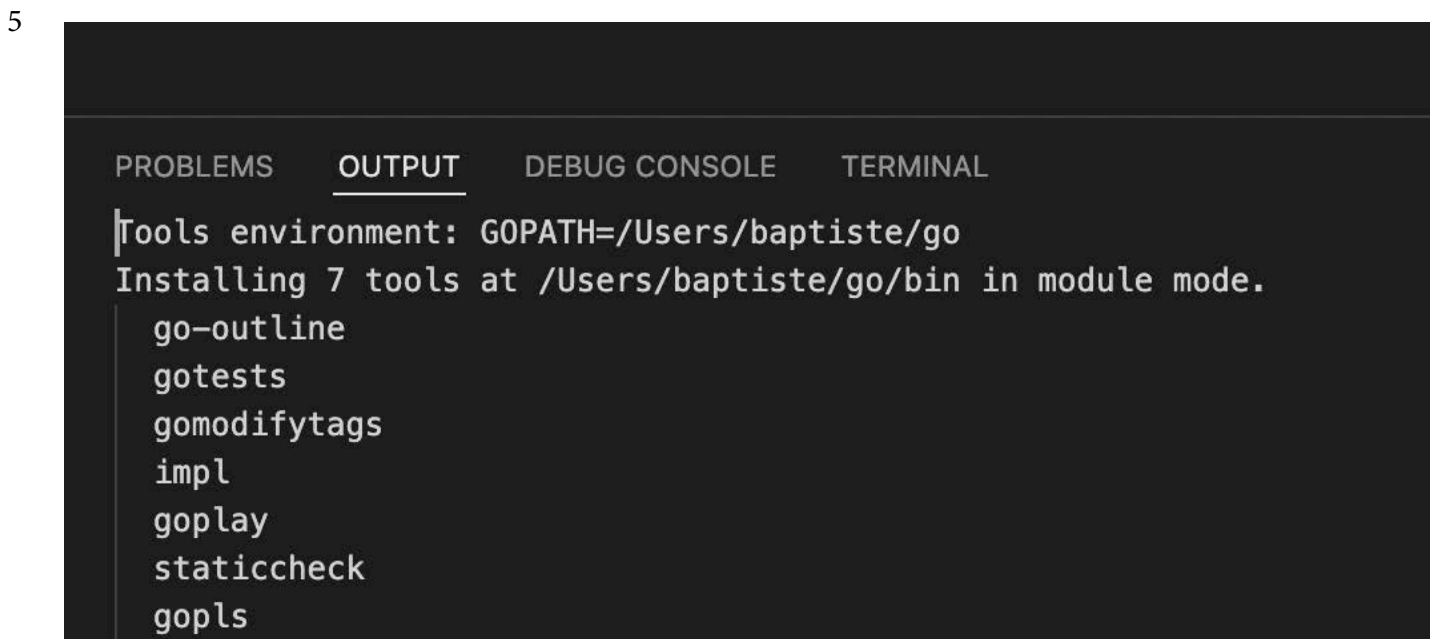 5
PROBLEMS OUTPUT DEBUG CONSOLE TERMINAL
Tools environment: GOPATH=/Users/baptiste/go
Installing 7 tools at /Users/baptiste/go/bin in module mode.
go-outline
gotests
gomodifytags
impl
goplay
staticcheck
gopls